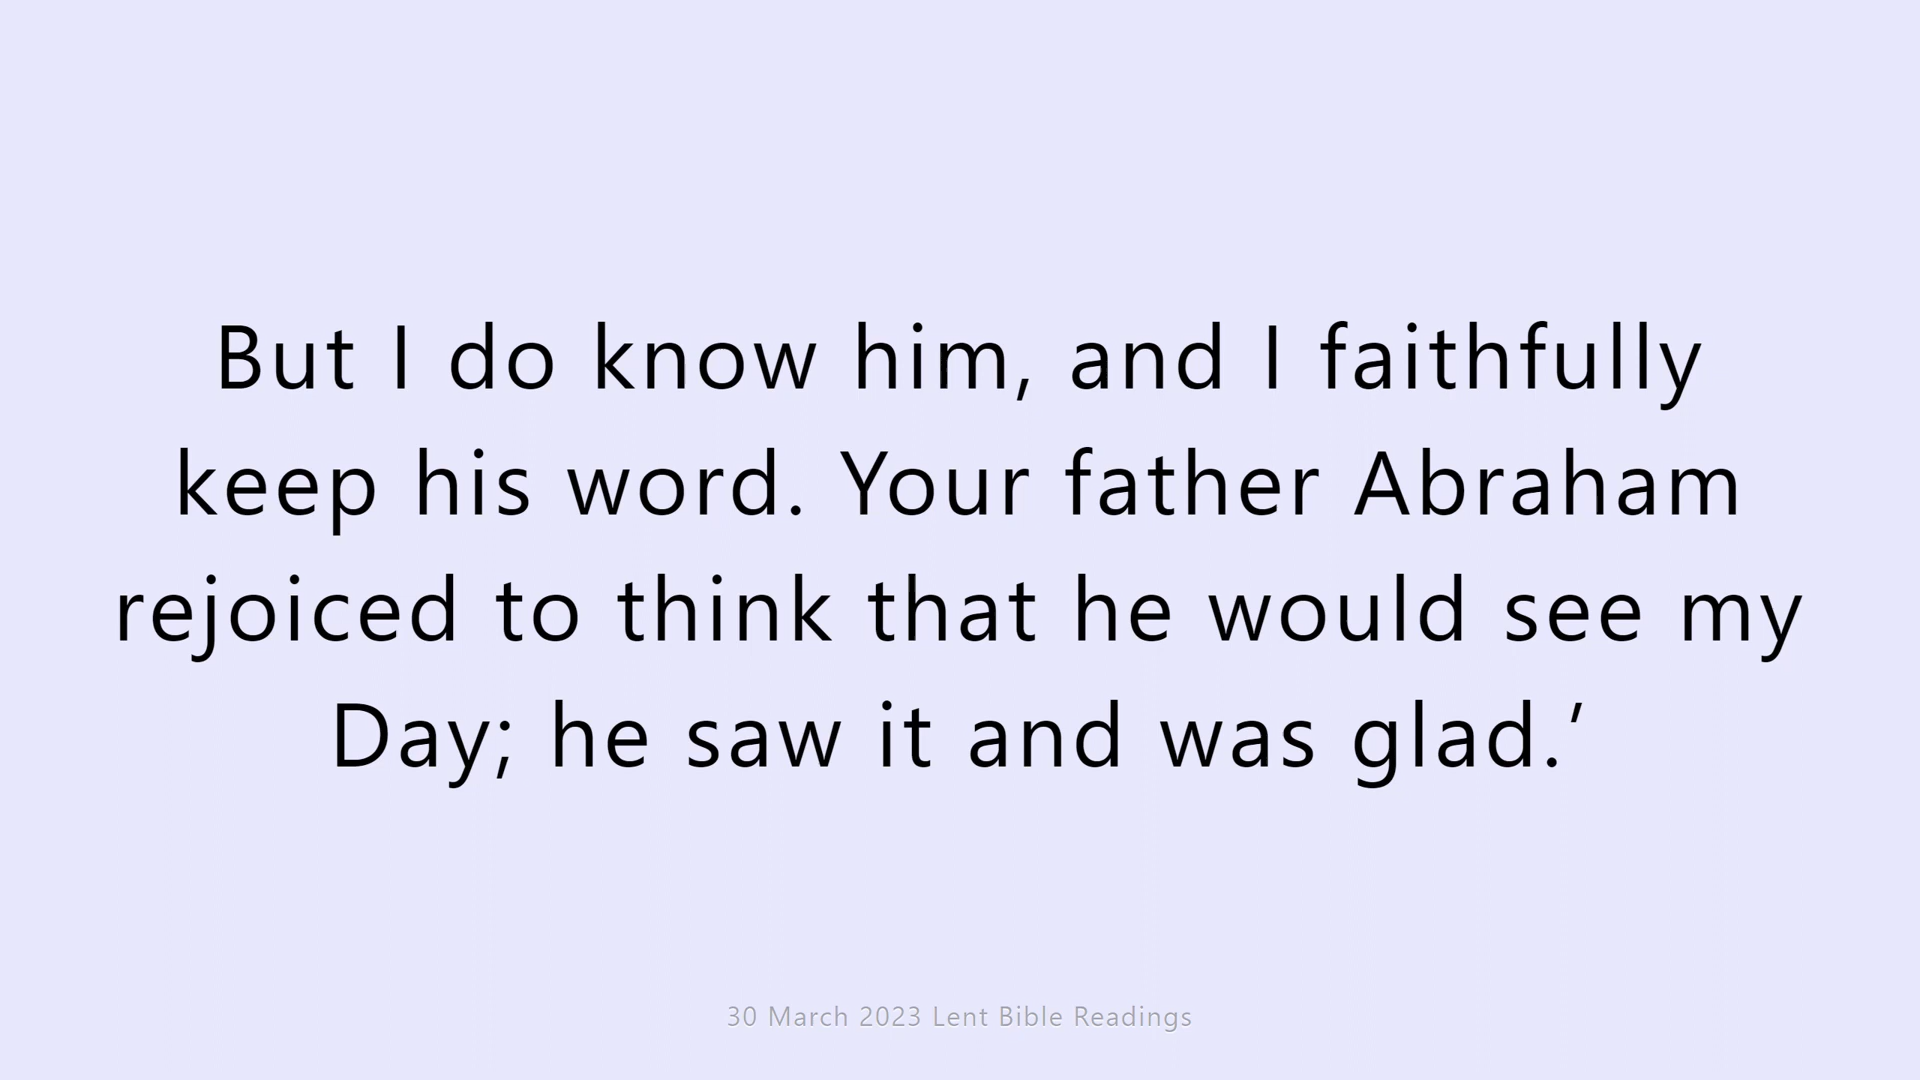 But I do know him, and I faithfully
keep his word. Your father Abraham
rejoiced to think that he would see my
Day; he saw it and was glad.’
30 March 2023 Lent Bible Readings